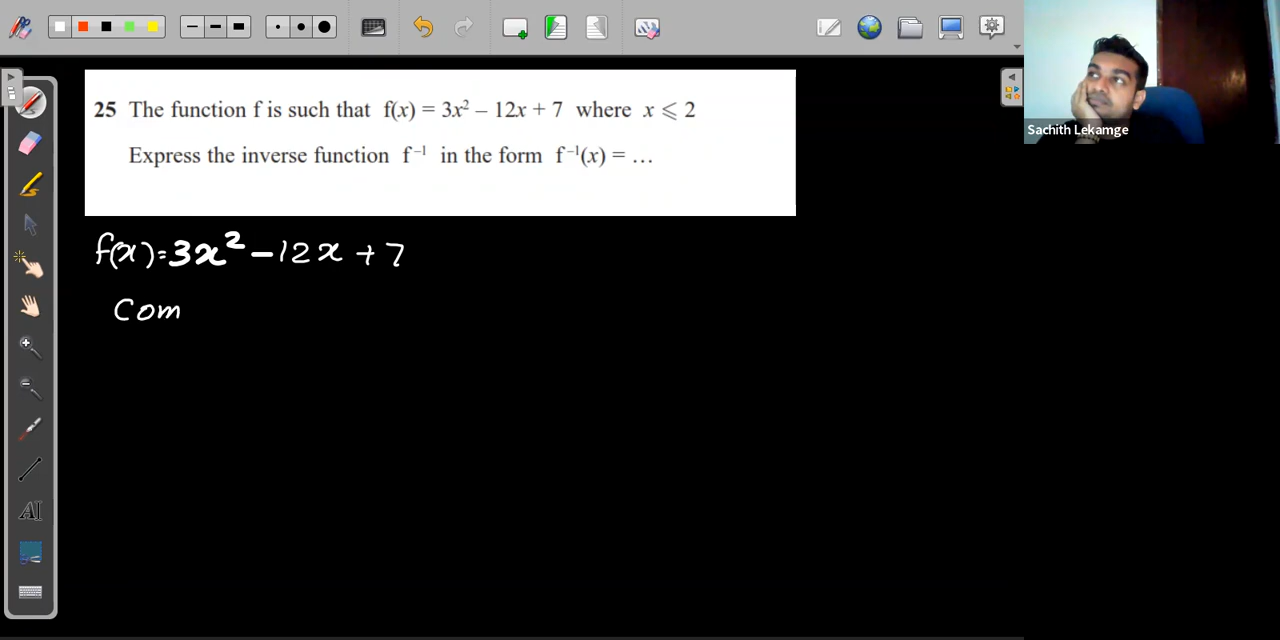 25 The function f is such that f(x) = 3x² – 12x + 7 where x ⩽ 2
Express the inverse function f⁻¹ in the form f⁻¹(x) = …
f(x)=3x²-12x+7
Com
Sachith Lekamge
AI